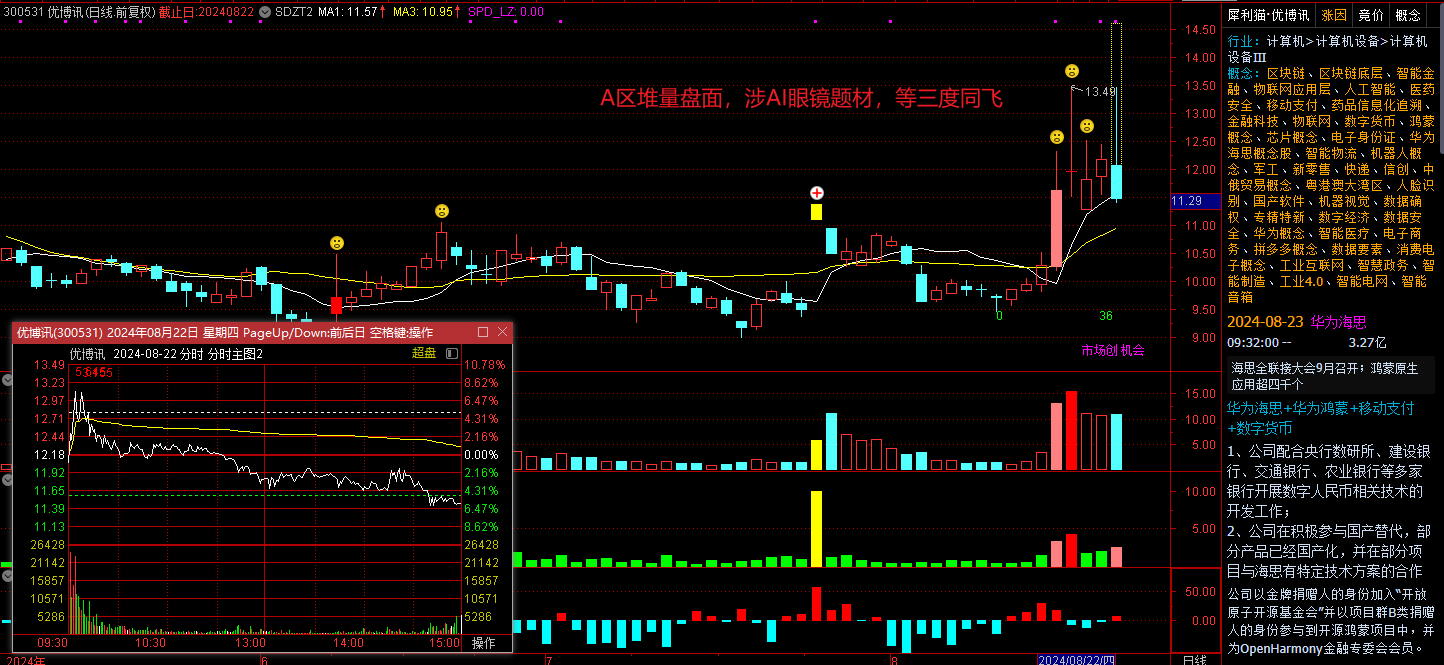 300531 优博讯(日线.前复权) 截止日:20240822 SDZT2 MA1: 11.57↑ MA3: 10.95↑ SPD_LZ: 0.00
A区堆量盘面，涉AI眼镜题材，等三度同飞
13.49
0
36
市场创机会
14.50
14.00
13.50
13.00
12.50
12.00
11.29
11.00
10.50
10.00
9.50
9.00
15.00
10.00
5.00
10.00
5.00
50.00
0.00
2024年
6
7
8
2024/08/22/四
日线
优博讯(300531) 2024年08月22日 星期四 PageUp/Down:前后日 空格键:操作
优博讯 2024-08-22 分时 分时主图2
超盘
13.49 10.78%
13.23 8.62%
12.97 6.47%
12.71 4.31%
12.44 2.16%
12.18 0.00%
11.92 2.16%
11.65 4.31%
11.39 6.47%
11.13 8.62%
26428 26428
21142 21142
15857 15857
10571 10571
5286 5286
09:30 10:30 13:00 14:00 15:00 操作
犀利猫·优博讯 涨因 竞价 概念
行业：计算机>计算机设备>计算机
设备Ⅲ
概念：区块链、区块链底层、智能金
融、物联网应用层、人工智能、医药
安全、移动支付、药品信息化追溯、
金融科技、物联网、数字货币、鸿蒙
概念、芯片概念、电子身份证、华为
海思概念股、智能物流、机器人概
念、军工、新零售、快递、信创、中
俄贸易概念、粤港澳大湾区、人脸识
别、国产软件、机器视觉、数据确
权、专精特新、数字经济、数据安
全、华为概念、智能医疗、电子商
务、拼多多概念、数据要素、消费电
子概念、工业互联网、智慧政务、智
能制造、工业4.0、智能电网、智能
音箱
2024-08-23 华为海思
09:32:00 -- 3.27亿
海思全联接大会9月召开；鸿蒙原生
应用超四千个
华为海思+华为鸿蒙+移动支付
+数字货币
1、公司配合央行数研所、建设银
行、交通银行、农业银行等多家
银行开展数字人民币相关技术的
开发工作；
2、公司在积极参与国产替代，部
分产品已经国产化，并在部分项
目与海思有特定技术方案的合作
公司以金牌捐赠人的身份加入“开放
原子开源基金会”并以项目群B类捐赠
人的身份参与到开源鸿蒙项目中，并
为OpenHarmony金融专委会会员。